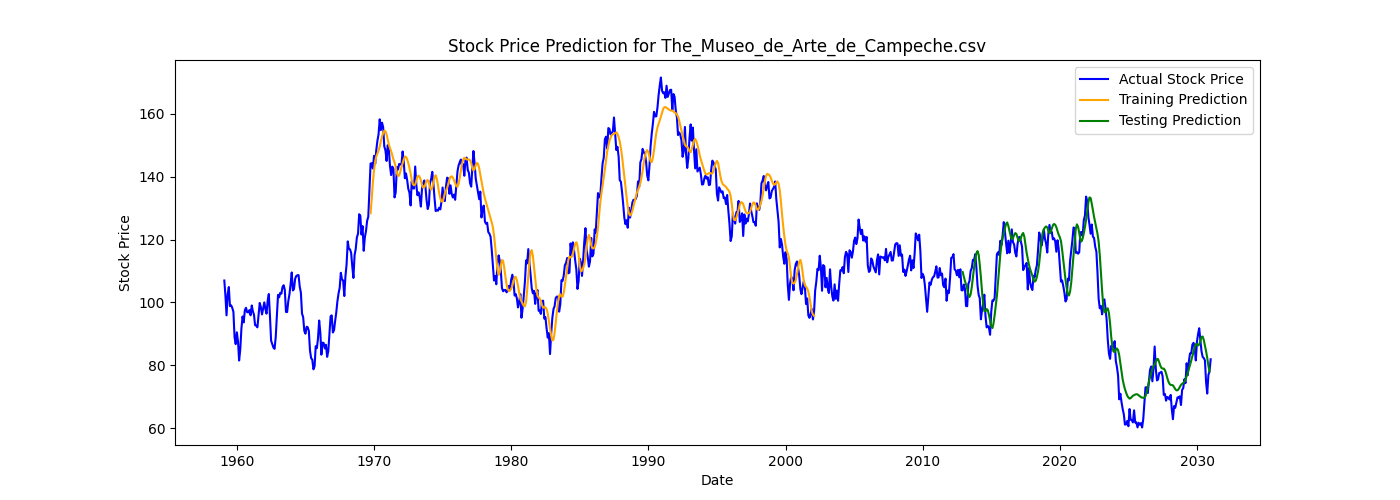 Stock Price Prediction for The_Museo_de_Arte_de_Campeche.csv
Actual Stock Price
Training Prediction
Testing Prediction
Stock Price
160
140
120
100
80
60
1960
1970
1980
1990
2000
2010
2020
2030
Date